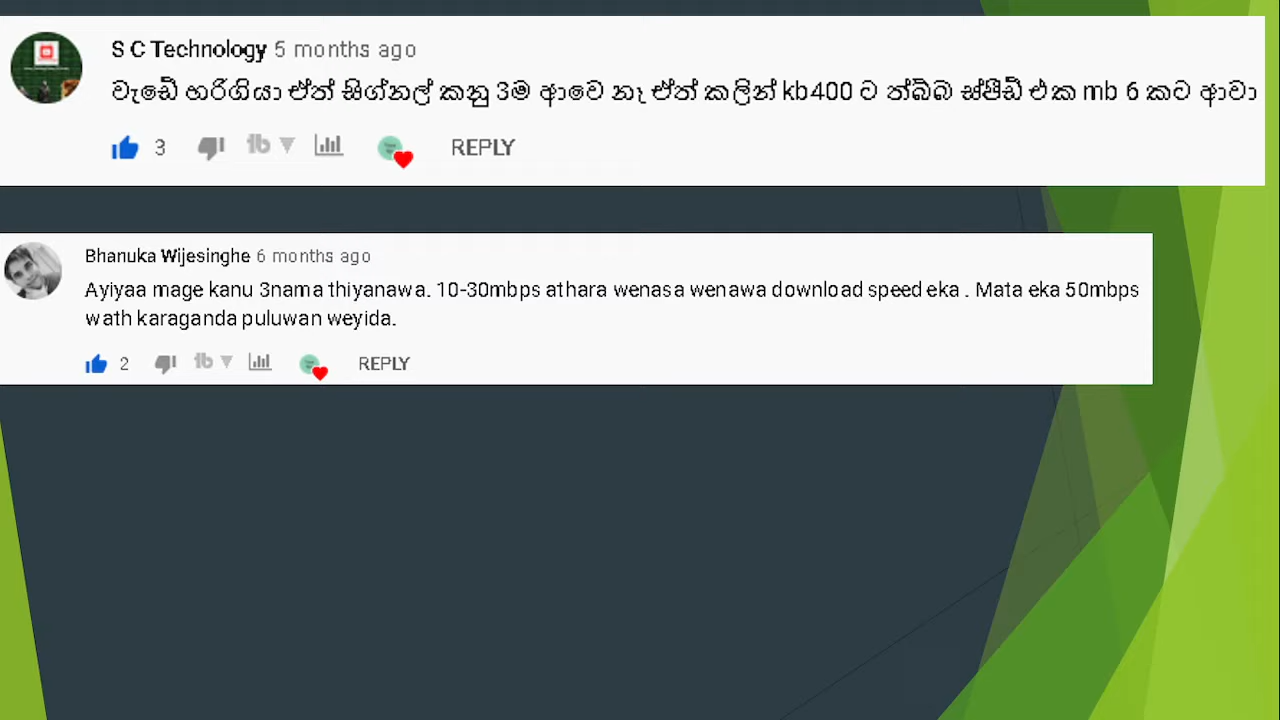 S C Technology 5 months ago
වැඩේ හරිගියා ඒත් සිග්නල් කනු 3ම ආවෙ නෑ ඒත් කලින් kb400 ට ත්බ්බ ස්පීඩ් එක mb 6 කට ආවා
3 REPLY
Bhanuka Wijesinghe 6 months ago
Ayiyaa mage kanu 3nama thiyanawa. 10-30mbps athara wenasa wenawa download speed eka . Mata eka 50mbps
wath karaganda puluwan weyida.
2 REPLY